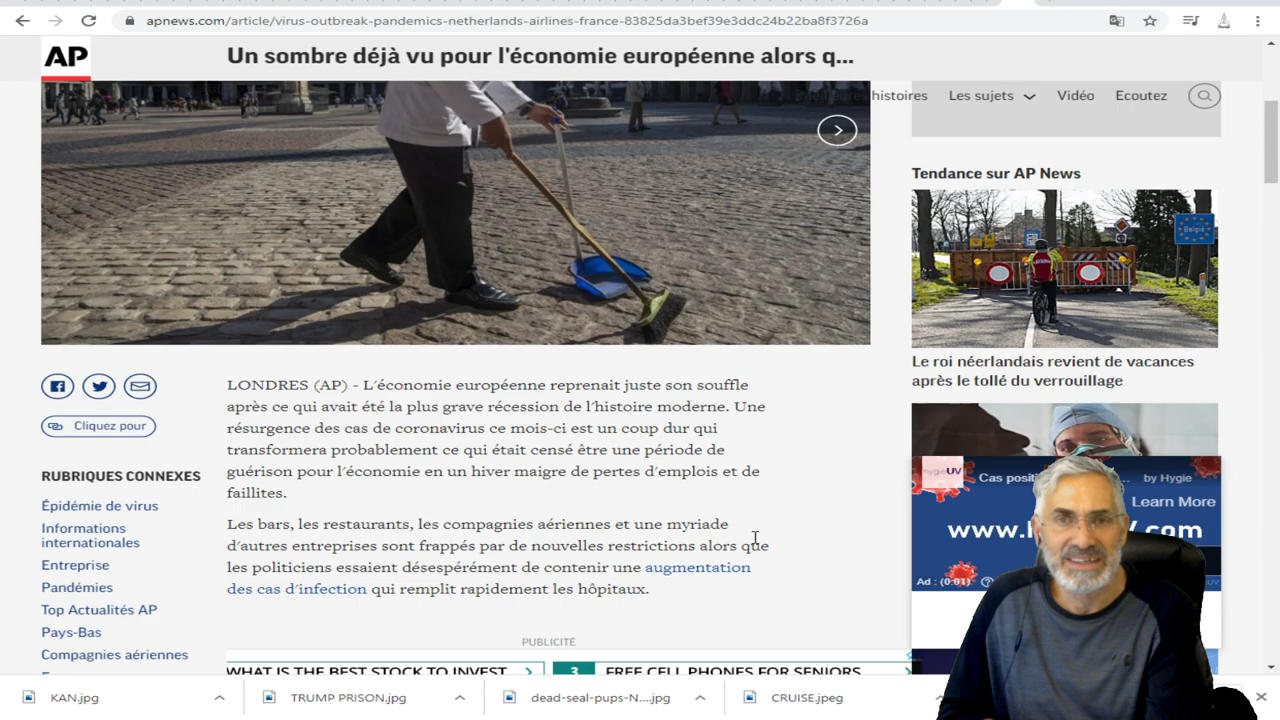 apnews.com/article/virus-outbreak-pandemics-netherlands-airlines-france-83825da3bef39e3ddc24b22ba8f3726a
AP
Un sombre déjà vu pour l'économie européenne alors q...
histoires
Les sujets
Vidéo
Ecoutez
Tendance sur AP News
België
Le roi néerlandais revient de vacances
après le tollé du verrouillage
Cliquez pour
RUBRIQUES CONNEXES
Épidémie de virus
Informations
internationales
Entreprise
Pandémies
Top Actualités AP
Pays-Bas
Compagnies aériennes
LONDRES (AP) - L'économie européenne reprenait juste son souffle
après ce qui avait été la plus grave récession de l'histoire moderne. Une
résurgence des cas de coronavirus ce mois-ci est un coup dur qui
transformera probablement ce qui était censé être une période de
guérison pour l'économie en un hiver maigre de pertes d'emplois et de
faillites.
Les bars, les restaurants, les compagnies aériennes et une myriade
d'autres entreprises sont frappés par de nouvelles restrictions alors que
les politiciens essaient désespérément de contenir une augmentation
des cas d'infection qui remplit rapidement les hôpitaux.
PUBLICITÉ
WHAT IS THE BEST STOCK TO INVEST
3 FREE CELL PHONES FOR SENIORS
hygieUV
Cas posit
by Hygie
Learn More
www.h
.com
Ad : (0:01)
KAN.jpg
TRUMP PRISON.jpg
dead-seal-pups-N....jpg
CRUISE.jpeg